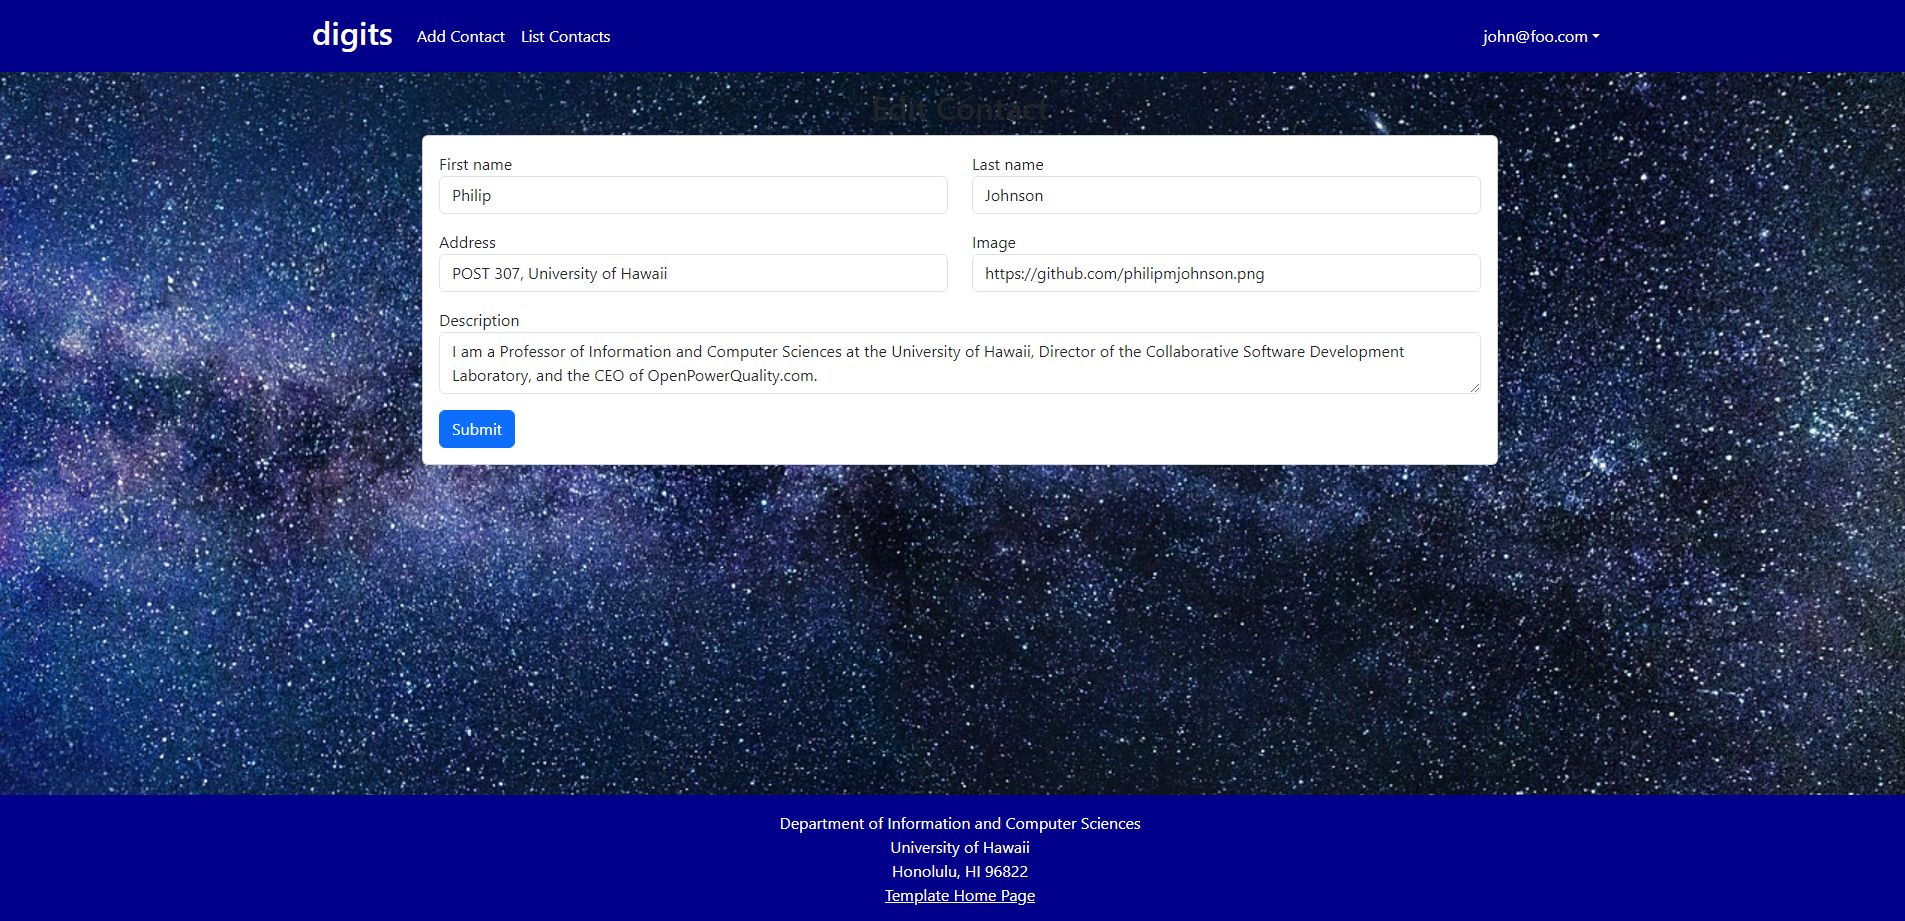 digits
Add Contact
List Contacts
john@foo.com
Edit Contact
First name
Last name
Philip
Johnson
Address
Image
POST 307, University of Hawaii
https://github.com/philipmjohnson.png
Description
I am a Professor of Information and Computer Sciences at the University of Hawaii, Director of the Collaborative Software Development
Laboratory, and the CEO of OpenPowerQuality.com.
Submit
Department of Information and Computer Sciences
University of Hawaii
Honolulu, HI 96822
Template Home Page